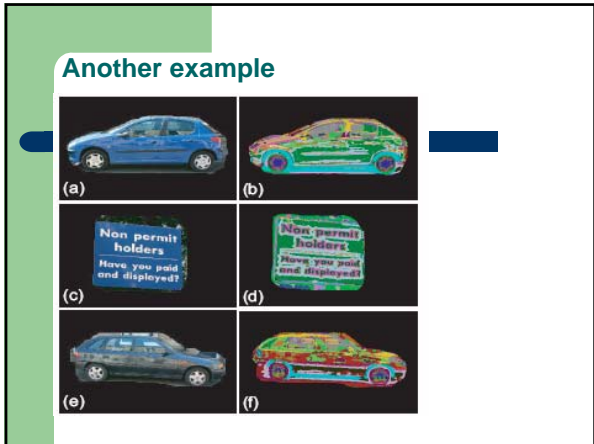 Another example
(a)
(b)
Non permit
holders
Have you paid
and displayed?
(c)
Non permit
holders
Have you paid
and displayed?
(d)
(e)
(f)